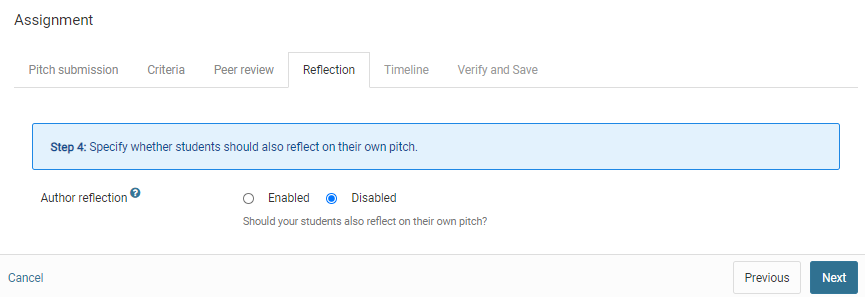 Assignment
Pitch submission Criteria Peer review Reflection Timeline Verify and Save
Step 4: Specify whether students should also reflect on their own pitch.
Author reflection ? Enabled Disabled
Should your students also reflect on their own pitch?
Cancel Previous Next